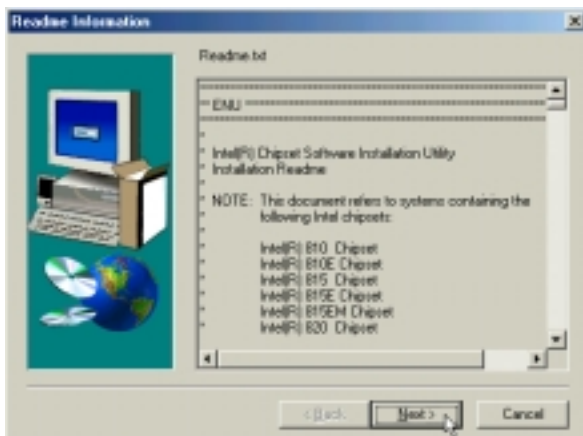 Readme Information
Readme.txt
ENU
Intel(R) Chipset Software Installation Utility
Installation Readme
NOTE: This document refers to systems containing the
following Intel chipsets:
Intel(R) 810 Chipset
Intel(R) 810E Chipset
Intel(R) 815 Chipset
Intel(R) 815E Chipset
Intel(R) 815EM Chipset
Intel(R) 820 Chipset
< Back Next > Cancel